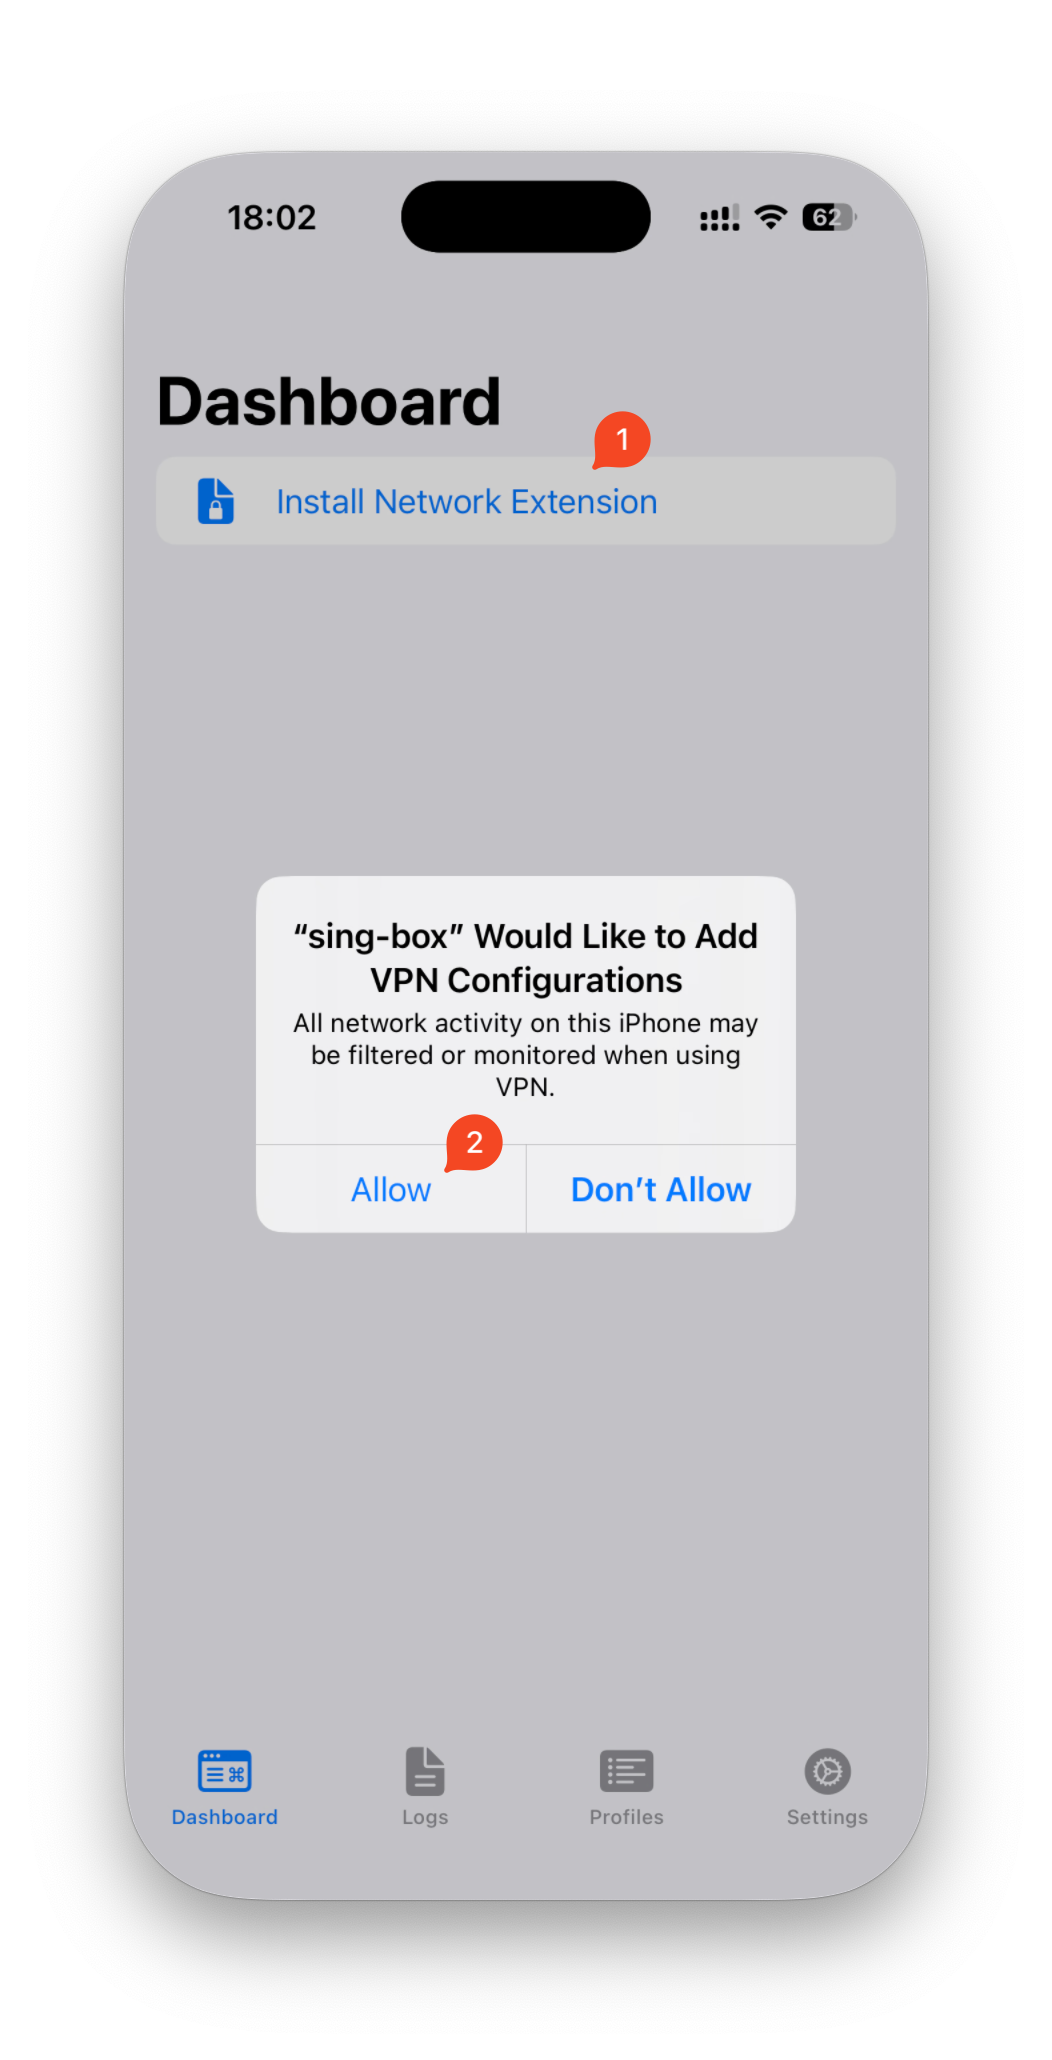 18:02
62
Dashboard
1
Install Network Extension
“sing-box” Would Like to Add
VPN Configurations
All network activity on this iPhone may
be filtered or monitored when using
VPN.
2
Allow
Don’t Allow
Dashboard
Logs
Profiles
Settings